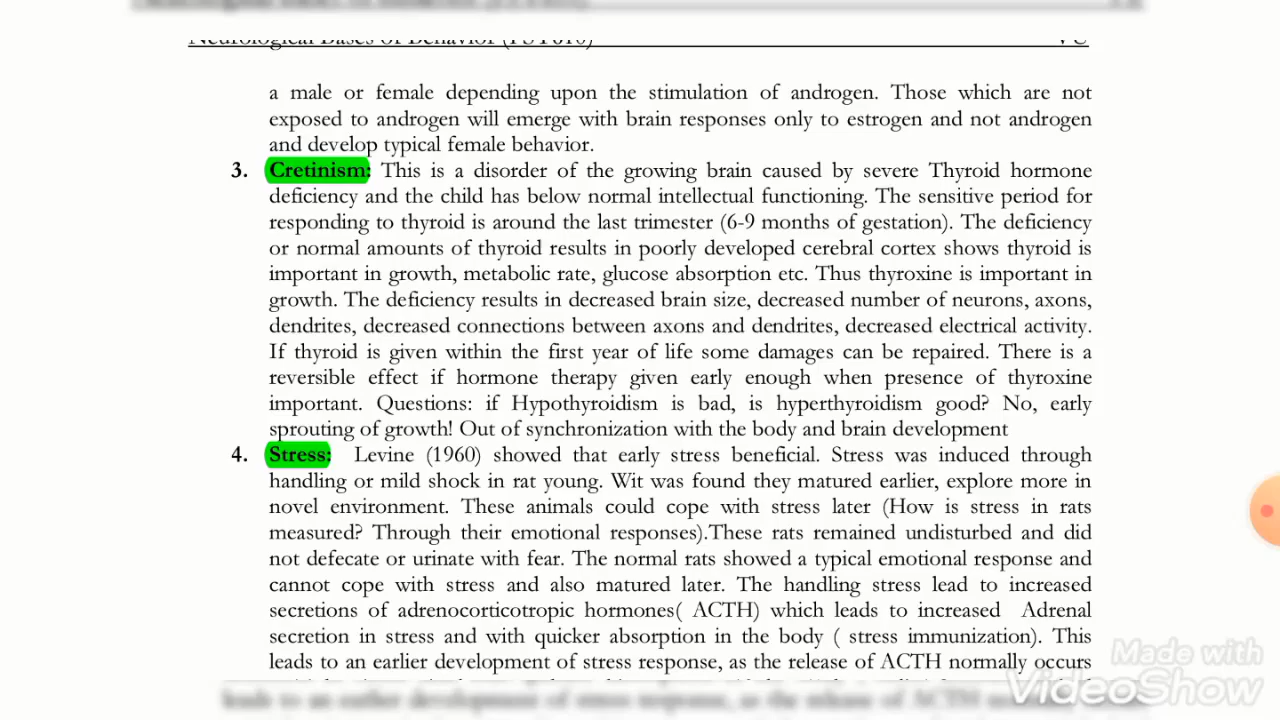 Neurological Bases of Behavior (PSY610) VU
a male or female depending upon the stimulation of androgen. Those which are not
exposed to androgen will emerge with brain responses only to estrogen and not androgen
and develop typical female behavior.
3. Cretinism: This is a disorder of the growing brain caused by severe Thyroid hormone
deficiency and the child has below normal intellectual functioning. The sensitive period for
responding to thyroid is around the last trimester (6-9 months of gestation). The deficiency
or normal amounts of thyroid results in poorly developed cerebral cortex shows thyroid is
important in growth, metabolic rate, glucose absorption etc. Thus thyroxine is important in
growth. The deficiency results in decreased brain size, decreased number of neurons, axons,
dendrites, decreased connections between axons and dendrites, decreased electrical activity.
If thyroid is given within the first year of life some damages can be repaired. There is a
reversible effect if hormone therapy given early enough when presence of thyroxine
important. Questions: if Hypothyroidism is bad, is hyperthyroidism good? No, early
sprouting of growth! Out of synchronization with the body and brain development
4. Stress: Levine (1960) showed that early stress beneficial. Stress was induced through
handling or mild shock in rat young. Wit was found they matured earlier, explore more in
novel environment. These animals could cope with stress later (How is stress in rats
measured? Through their emotional responses).These rats remained undisturbed and did
not defecate or urinate with fear. The normal rats showed a typical emotional response and
cannot cope with stress and also matured later. The handling stress lead to increased
secretions of adrenocorticotropic hormones( ACTH) which leads to increased Adrenal
secretion in stress and with quicker absorption in the body ( stress immunization). This
leads to an earlier development of stress response, as the release of ACTH normally occurs
Made with
VideoShow